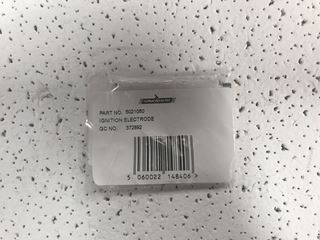 PART NO. 5021050
IGNITION ELECTRODE
GC NO. 372892
5 060022 148406 >